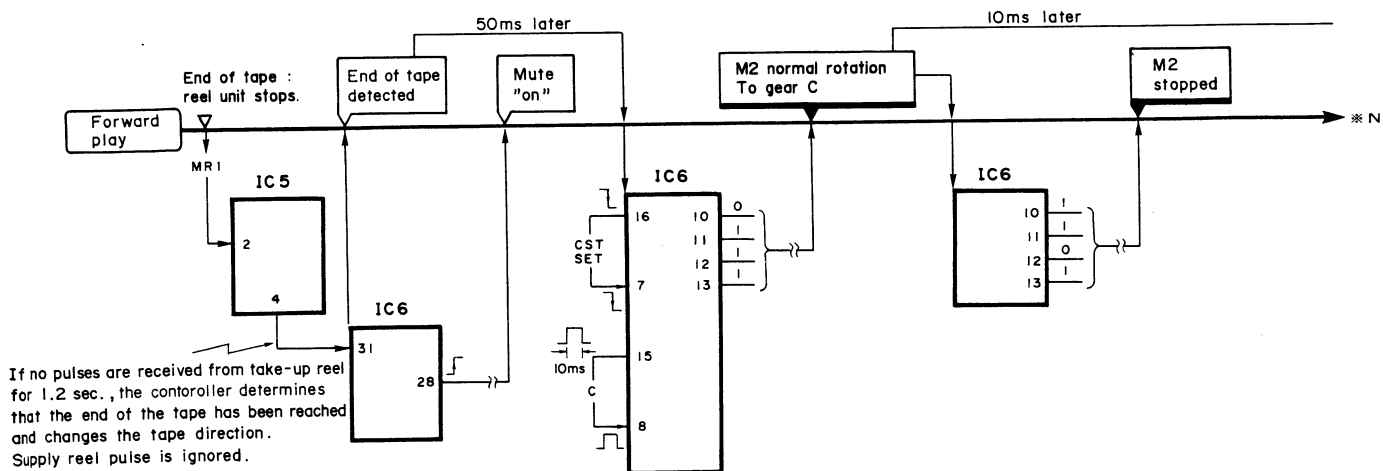 50ms later
10ms later
End of tape :
reel unit stops.
End of tape
detected
Mute
"on"
M2 normal rotation
To gear C
M2
stopped
Forward
play
※ N
MR1
IC5
2
4
IC6
31
28
IC6
16
CST
SET
7
10ms
15
C
8
10 0
11 1
12 1
13 1
IC6
10 1
11 1
12 0
13 1
If no pulses are received from take-up reel
for 1.2 sec., the contoroller determines
that the end of the tape has been reached
and changes the tape direction.
Supply reel pulse is ignored.